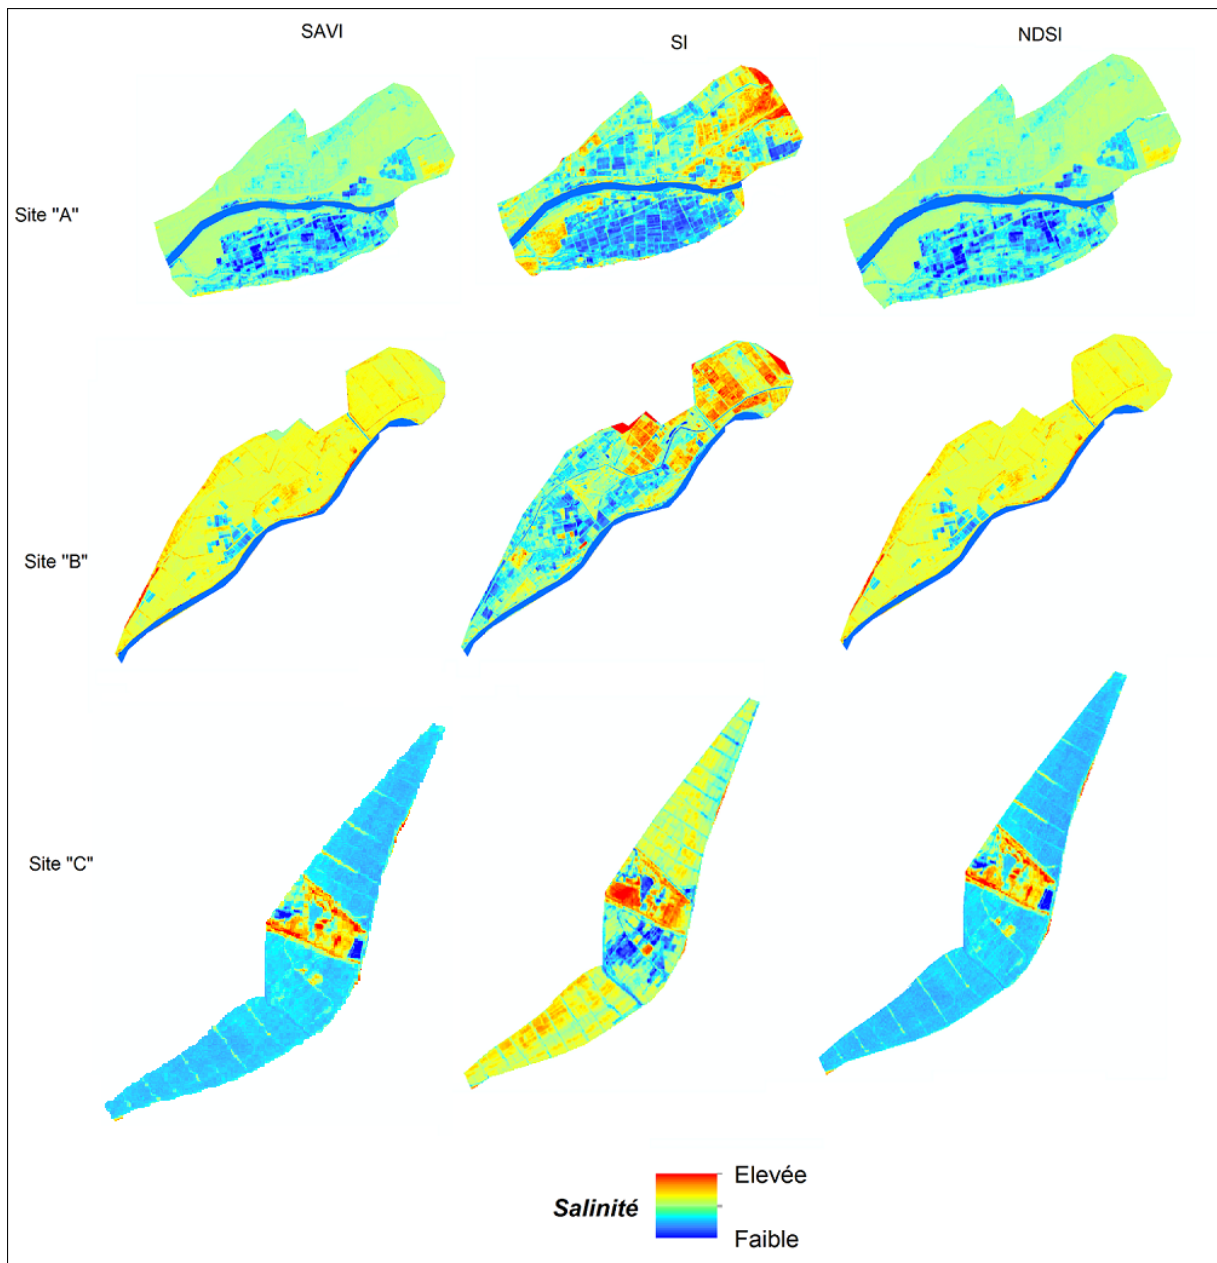 SAVI
SI
NDSI
Site "A"
Site "B"
Site "C"
Salinité
Elevée
Faible